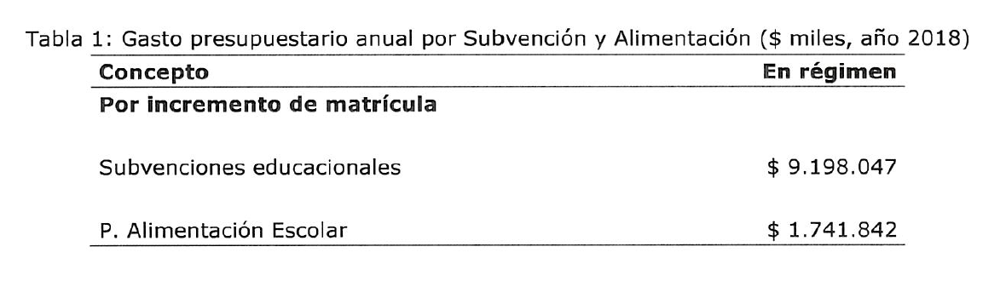 Tabla 1: Gasto presupuestario anual por Subvención y Alimentación ($ miles, año 2018)
Concepto En régimen
Por incremento de matrícula
Subvenciones educacionales $ 9.198.047
P. Alimentación Escolar $ 1.741.842